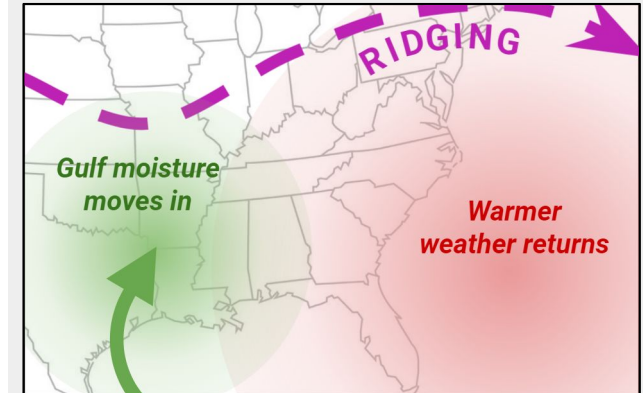 RIDGING
Gulf moisture
moves in
Warmer
weather returns